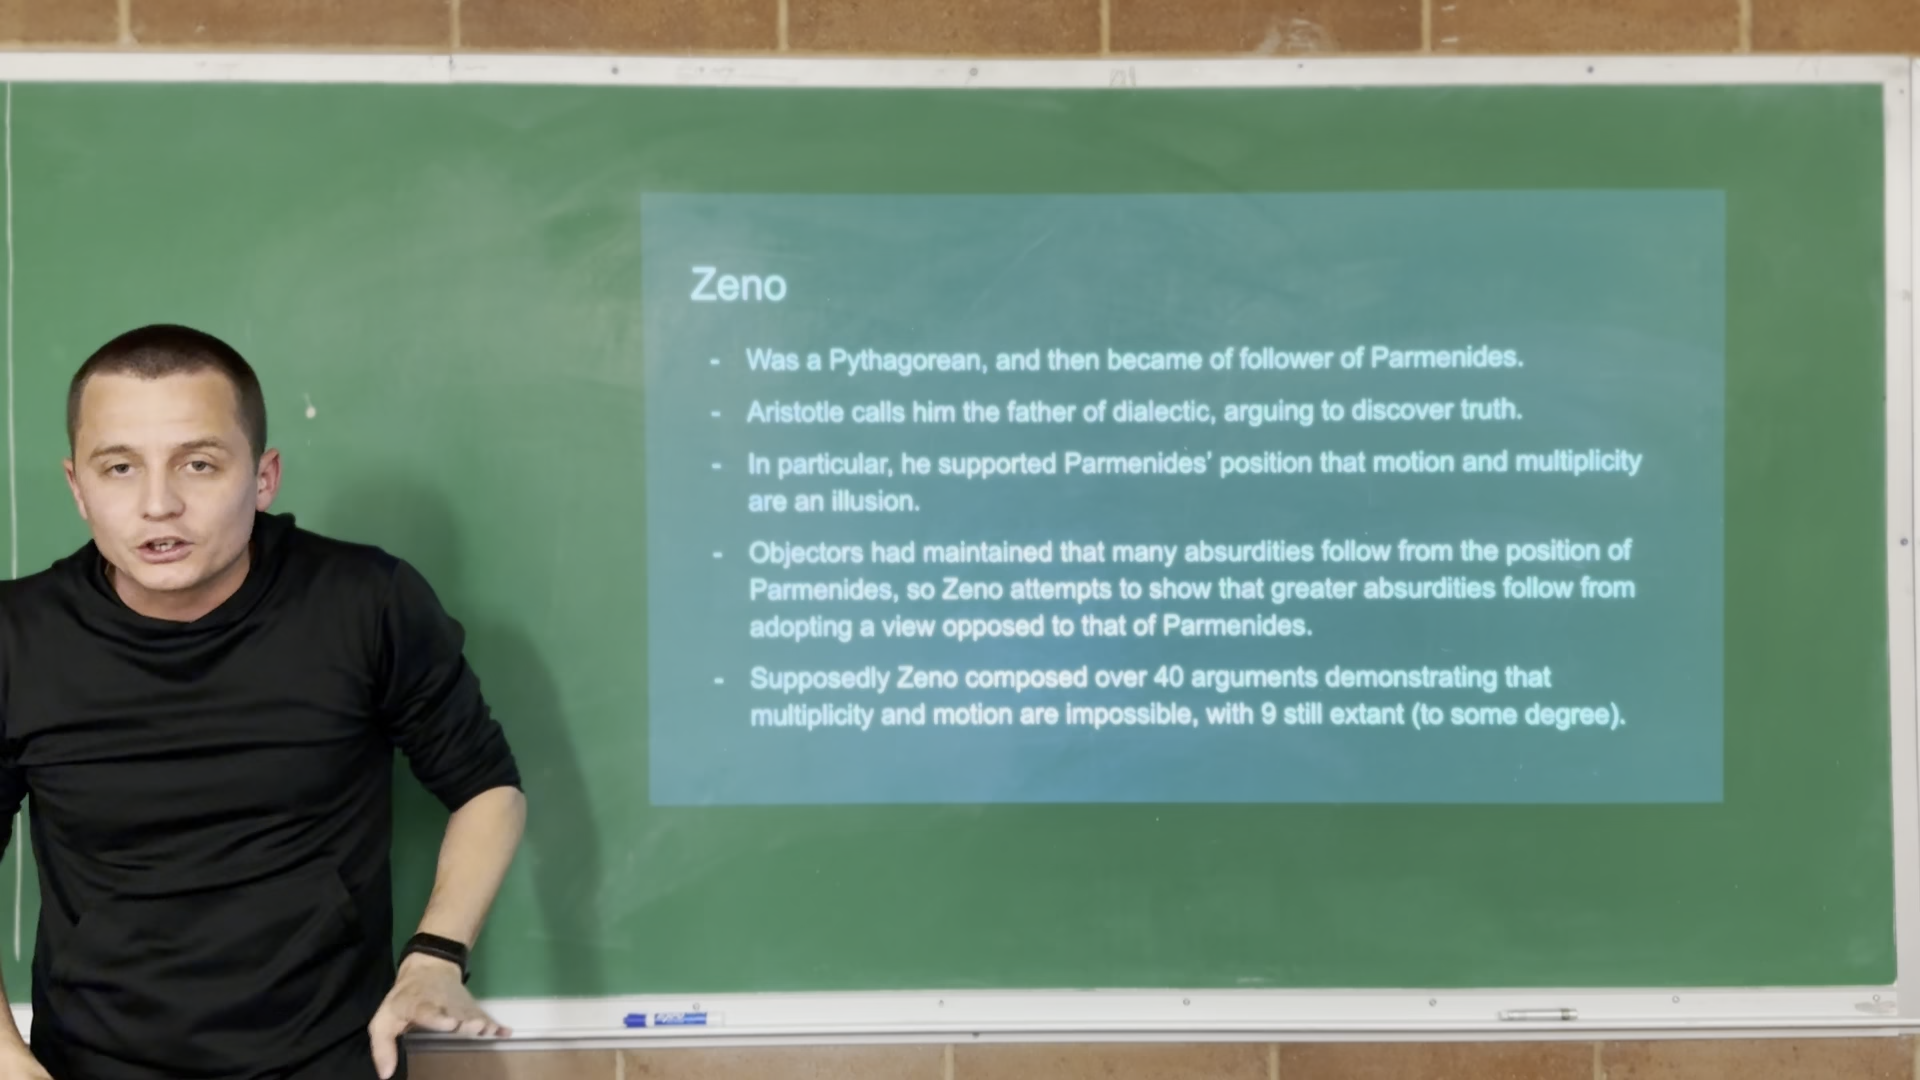 Zeno
- Was a Pythagorean, and then became of follower of Parmenides.
- Aristotle calls him the father of dialectic, arguing to discover truth.
- In particular, he supported Parmenides' position that motion and multiplicity
are an illusion.
- Objectors had maintained that many absurdities follow from the position of
Parmenides, so Zeno attempts to show that greater absurdities follow from
adopting a view opposed to that of Parmenides.
- Supposedly Zeno composed over 40 arguments demonstrating that
multiplicity and motion are impossible, with 9 still extant (to some degree).